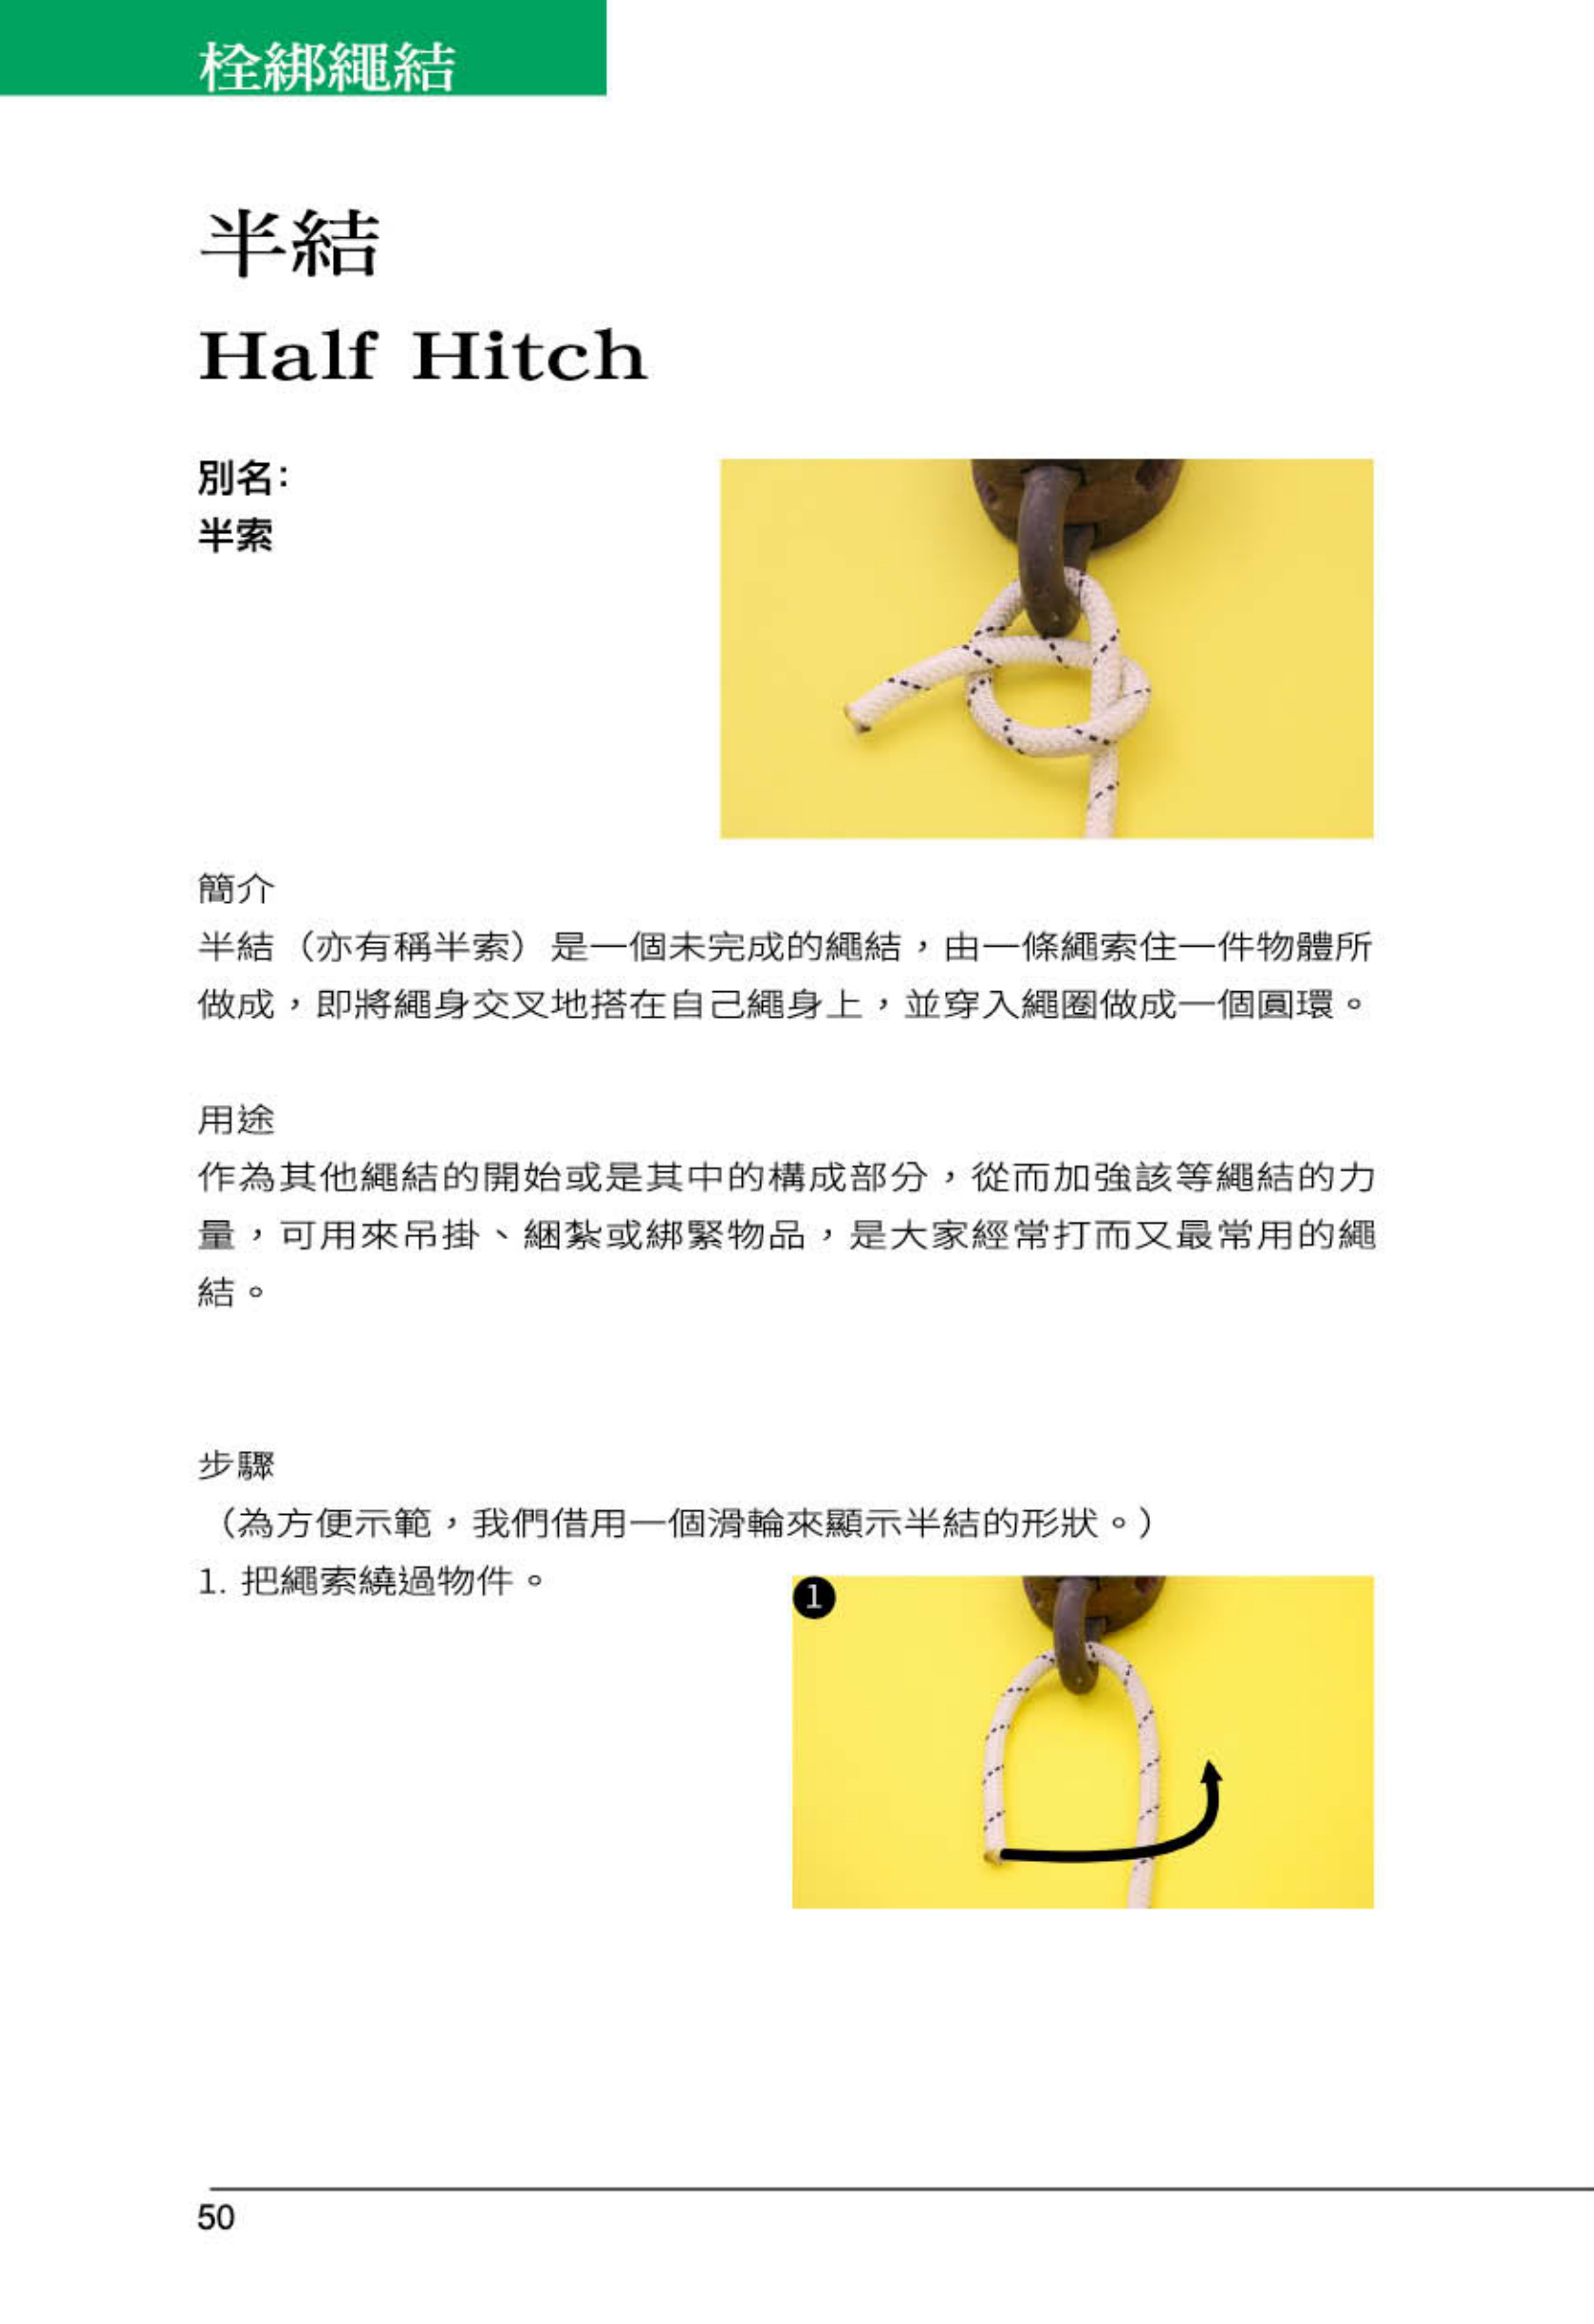 栓綁繩結
半結
Half Hitch
別名：
半索
簡介
半結（亦有稱半索）是一個未完成的繩結，由一條繩索住一件物體所
做成，即將繩身交叉地搭在自己繩身上，並穿入繩圈做成一個圓環。
用途
作為其他繩結的開始或是其中的構成部分，從而加強該等繩結的力
量，可用來吊掛、綑紮或綁緊物品，是大家經常打而又最常用的繩
結。
步驟
（為方便示範，我們借用一個滑輪來顯示半結的形狀。）
1. 把繩索繞過物件。
1
50